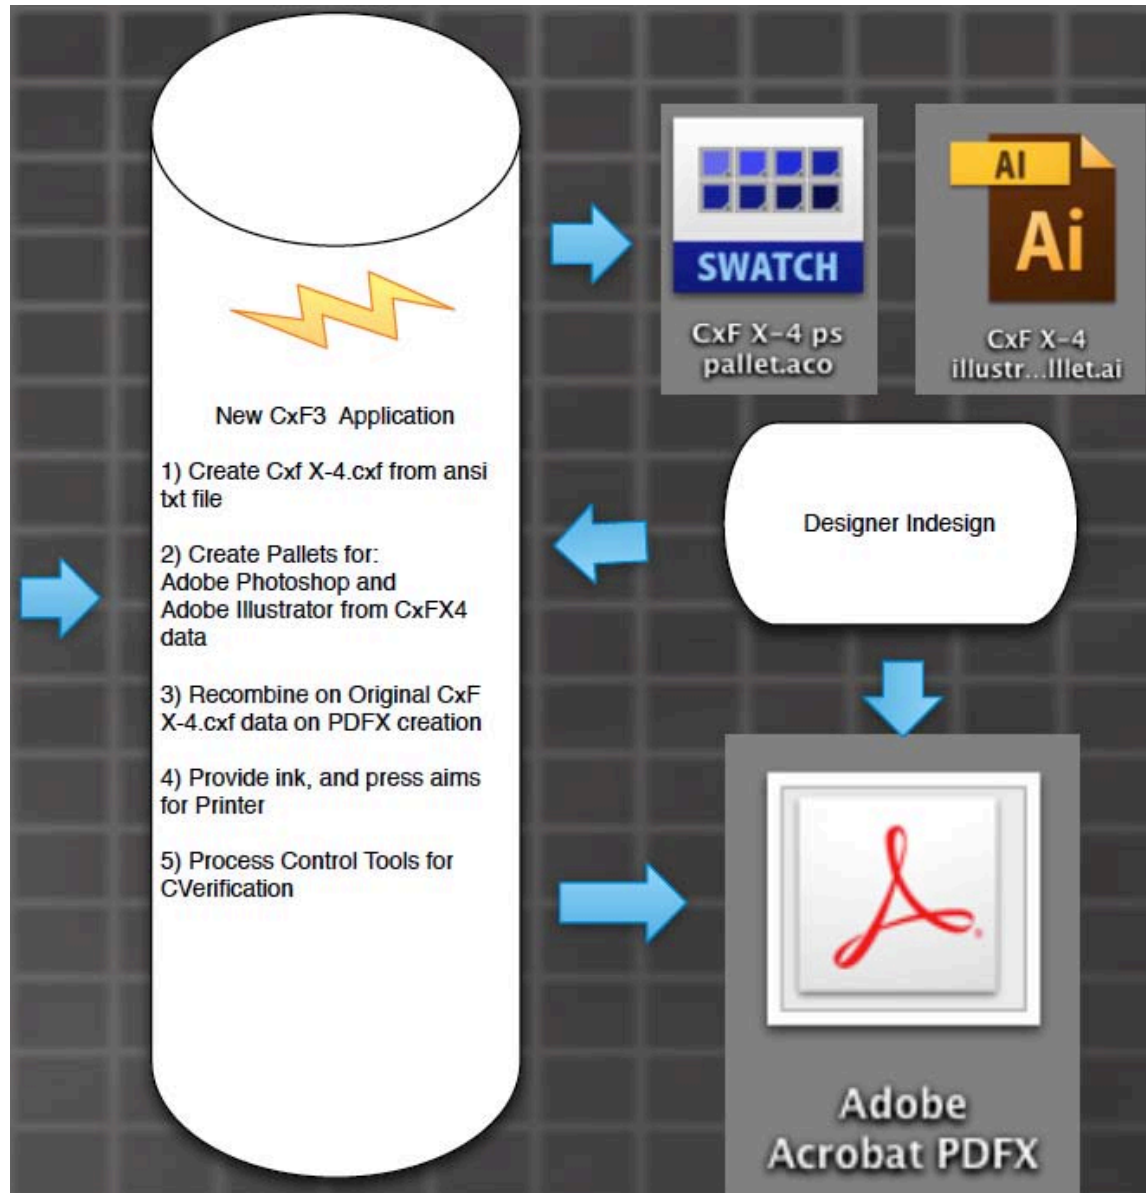 New CxF3 Application
1) Create Cxf X-4.cxf from ansi
txt file
2) Create Pallets for:
Adobe Photoshop and
Adobe Illustrator from CxFX4
data
3) Recombine on Original CxF
X-4.cxf data on PDFX creation
4) Provide ink, and press aims
for Printer
5) Process Control Tools for
CVerification
SWATCH
CxF X-4 ps
pallet.aco
AI
Ai
CxF X-4
illustr...lllet.ai
Designer Indesign
Adobe
Acrobat PDFX